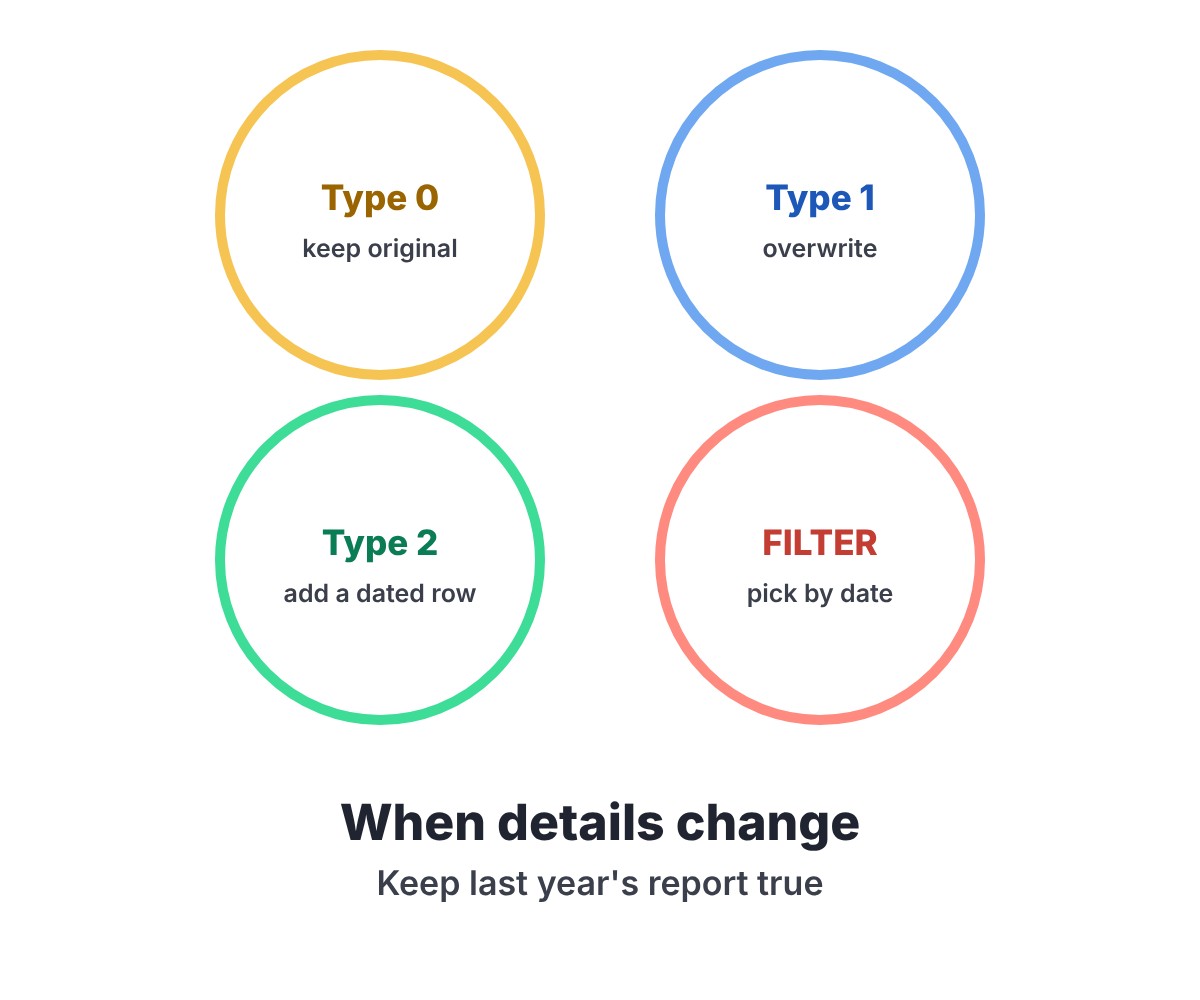 Type 0
keep original
Type 1
overwrite
Type 2
add a dated row
FILTER
pick by date
When details change
Keep last year's report true